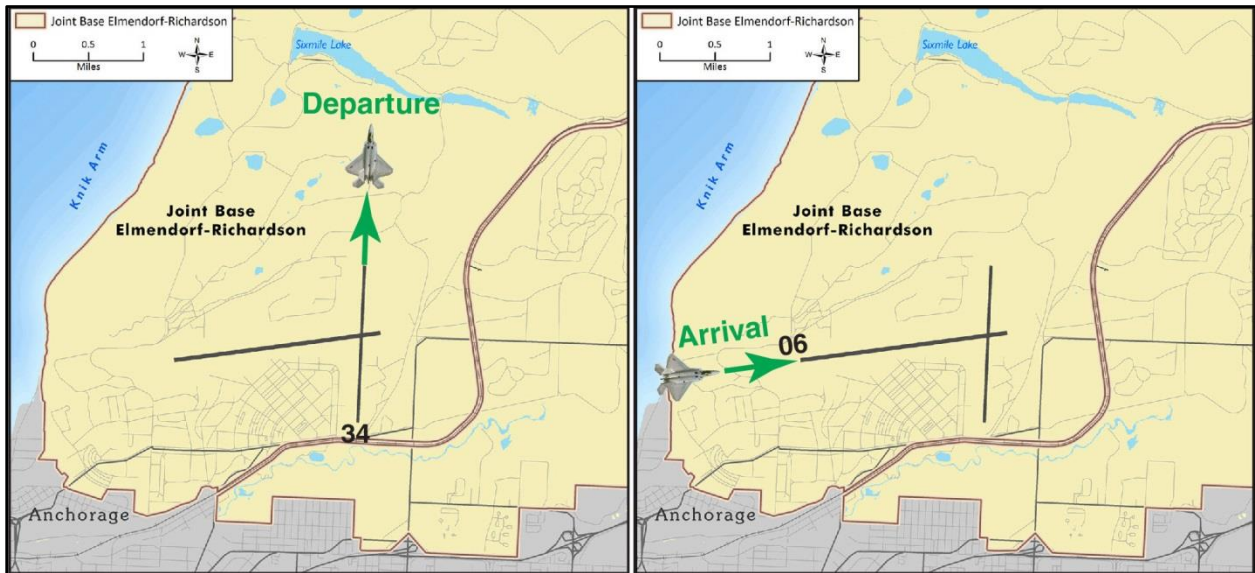 Joint Base Elmendorf-Richardson
0 0.5 1
Miles
N
W E
S
Sixmile Lake
Departure
Knik Arm
Joint Base
Elmendorf-Richardson
34
Anchorage
Joint Base Elmendorf-Richardson
0 0.5 1
Miles
N
W E
S
Sixmile Lake
Knik Arm
Joint Base
Elmendorf-Richardson
Arrival
06
Anchorage